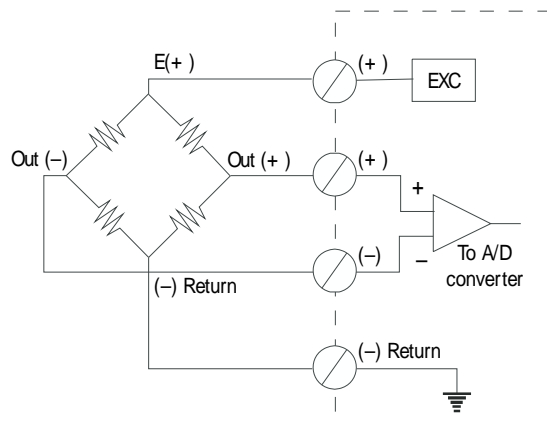 E(+)
(+)
EXC
Out (–)
Out (+)
(+)
+
(–)
–
To A/D
converter
(–) Return
(–) Return